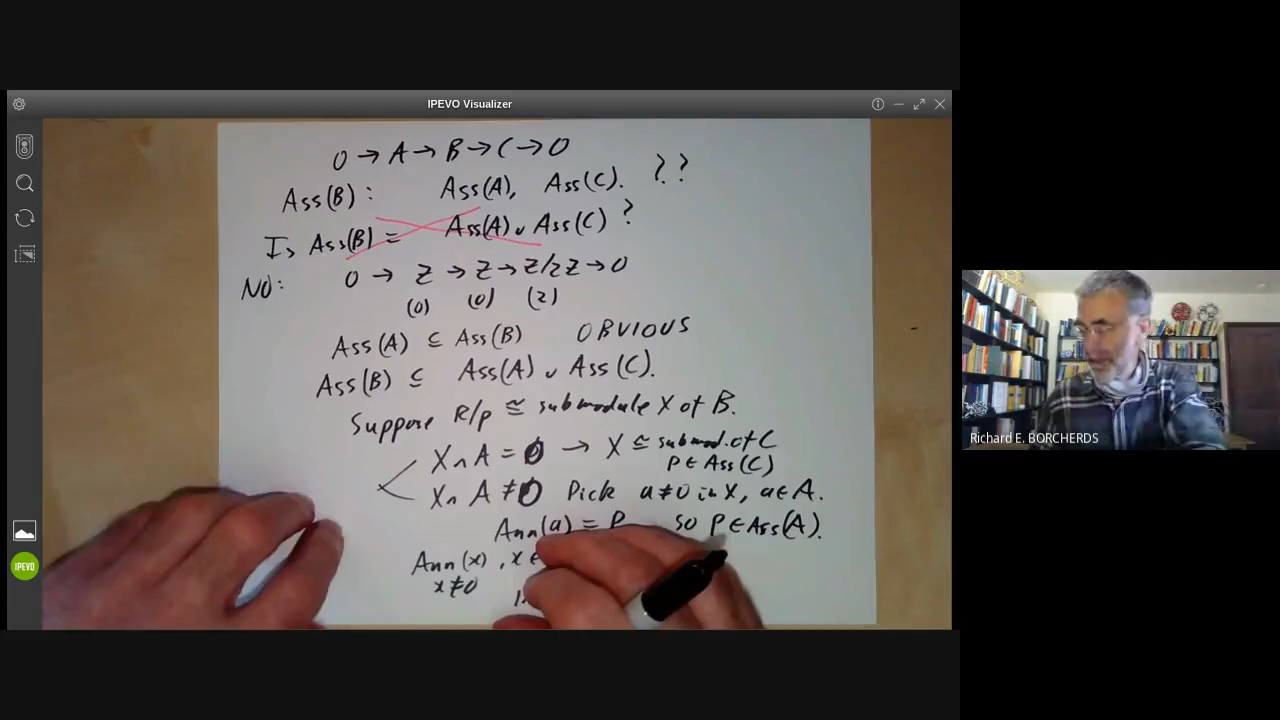 IPEVO Visualizer
0 → A → B → C → 0
Ass(B): Ass(A), Ass(C). ??
Is Ass(B) = Ass(A) ∪ Ass(C) ?
NO: 0 → Z → Z → Z/2Z → 0
(0) (0) (2)
Ass(A) ⊆ Ass(B) OBVIOUS
Ass(B) ⊆ Ass(A) ∪ Ass(C).
Suppose R/p ≅ submodule X of B.
X ∩ A = 0 → X ≅ submod. of C
P ∈ Ass(C)
X ∩ A ≠ 0 Pick a ≠ 0 in X, a ∈ A.
Ann(a) = P so P ∈ Ass(A).
Ann(x), x ∈
x ≠ 0
IPEVO
Richard E. BORCHERDS